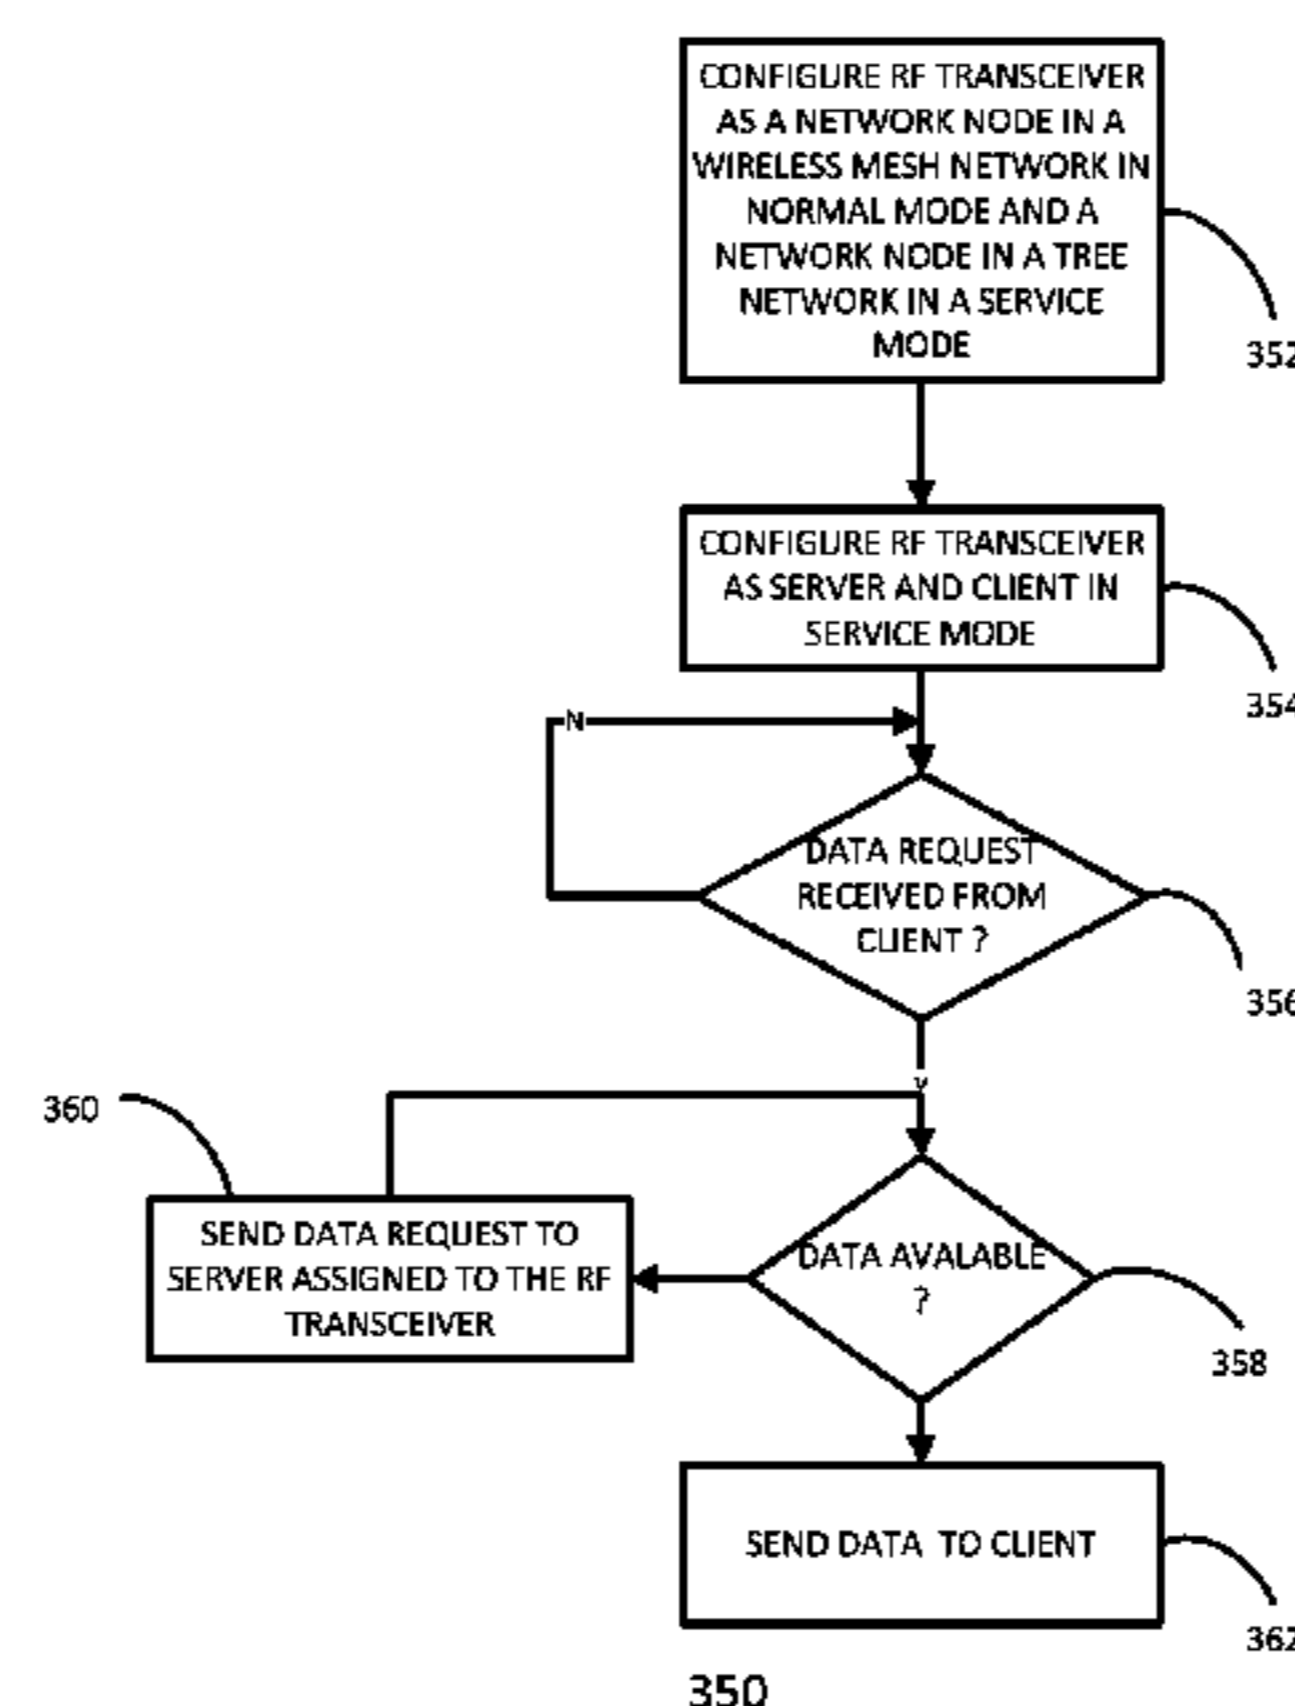 CONFIGURE RF TRANSCEIVER
AS A NETWORK NODE IN A
WIRELESS MESH NETWORK IN
NORMAL MODE AND A
NETWORK NODE IN A TREE
NETWORK IN A SERVICE
MODE
352
CONFIGURE RF TRANSCEIVER
AS SERVER AND CLIENT IN
SERVICE MODE
354
N
DATA REQUEST
RECEIVED FROM
CLIENT ?
356
Y
360
SEND DATA REQUEST TO
SERVER ASSIGNED TO THE RF
TRANSCEIVER
DATA AVALABLE
?
358
SEND DATA TO CLIENT
362
350